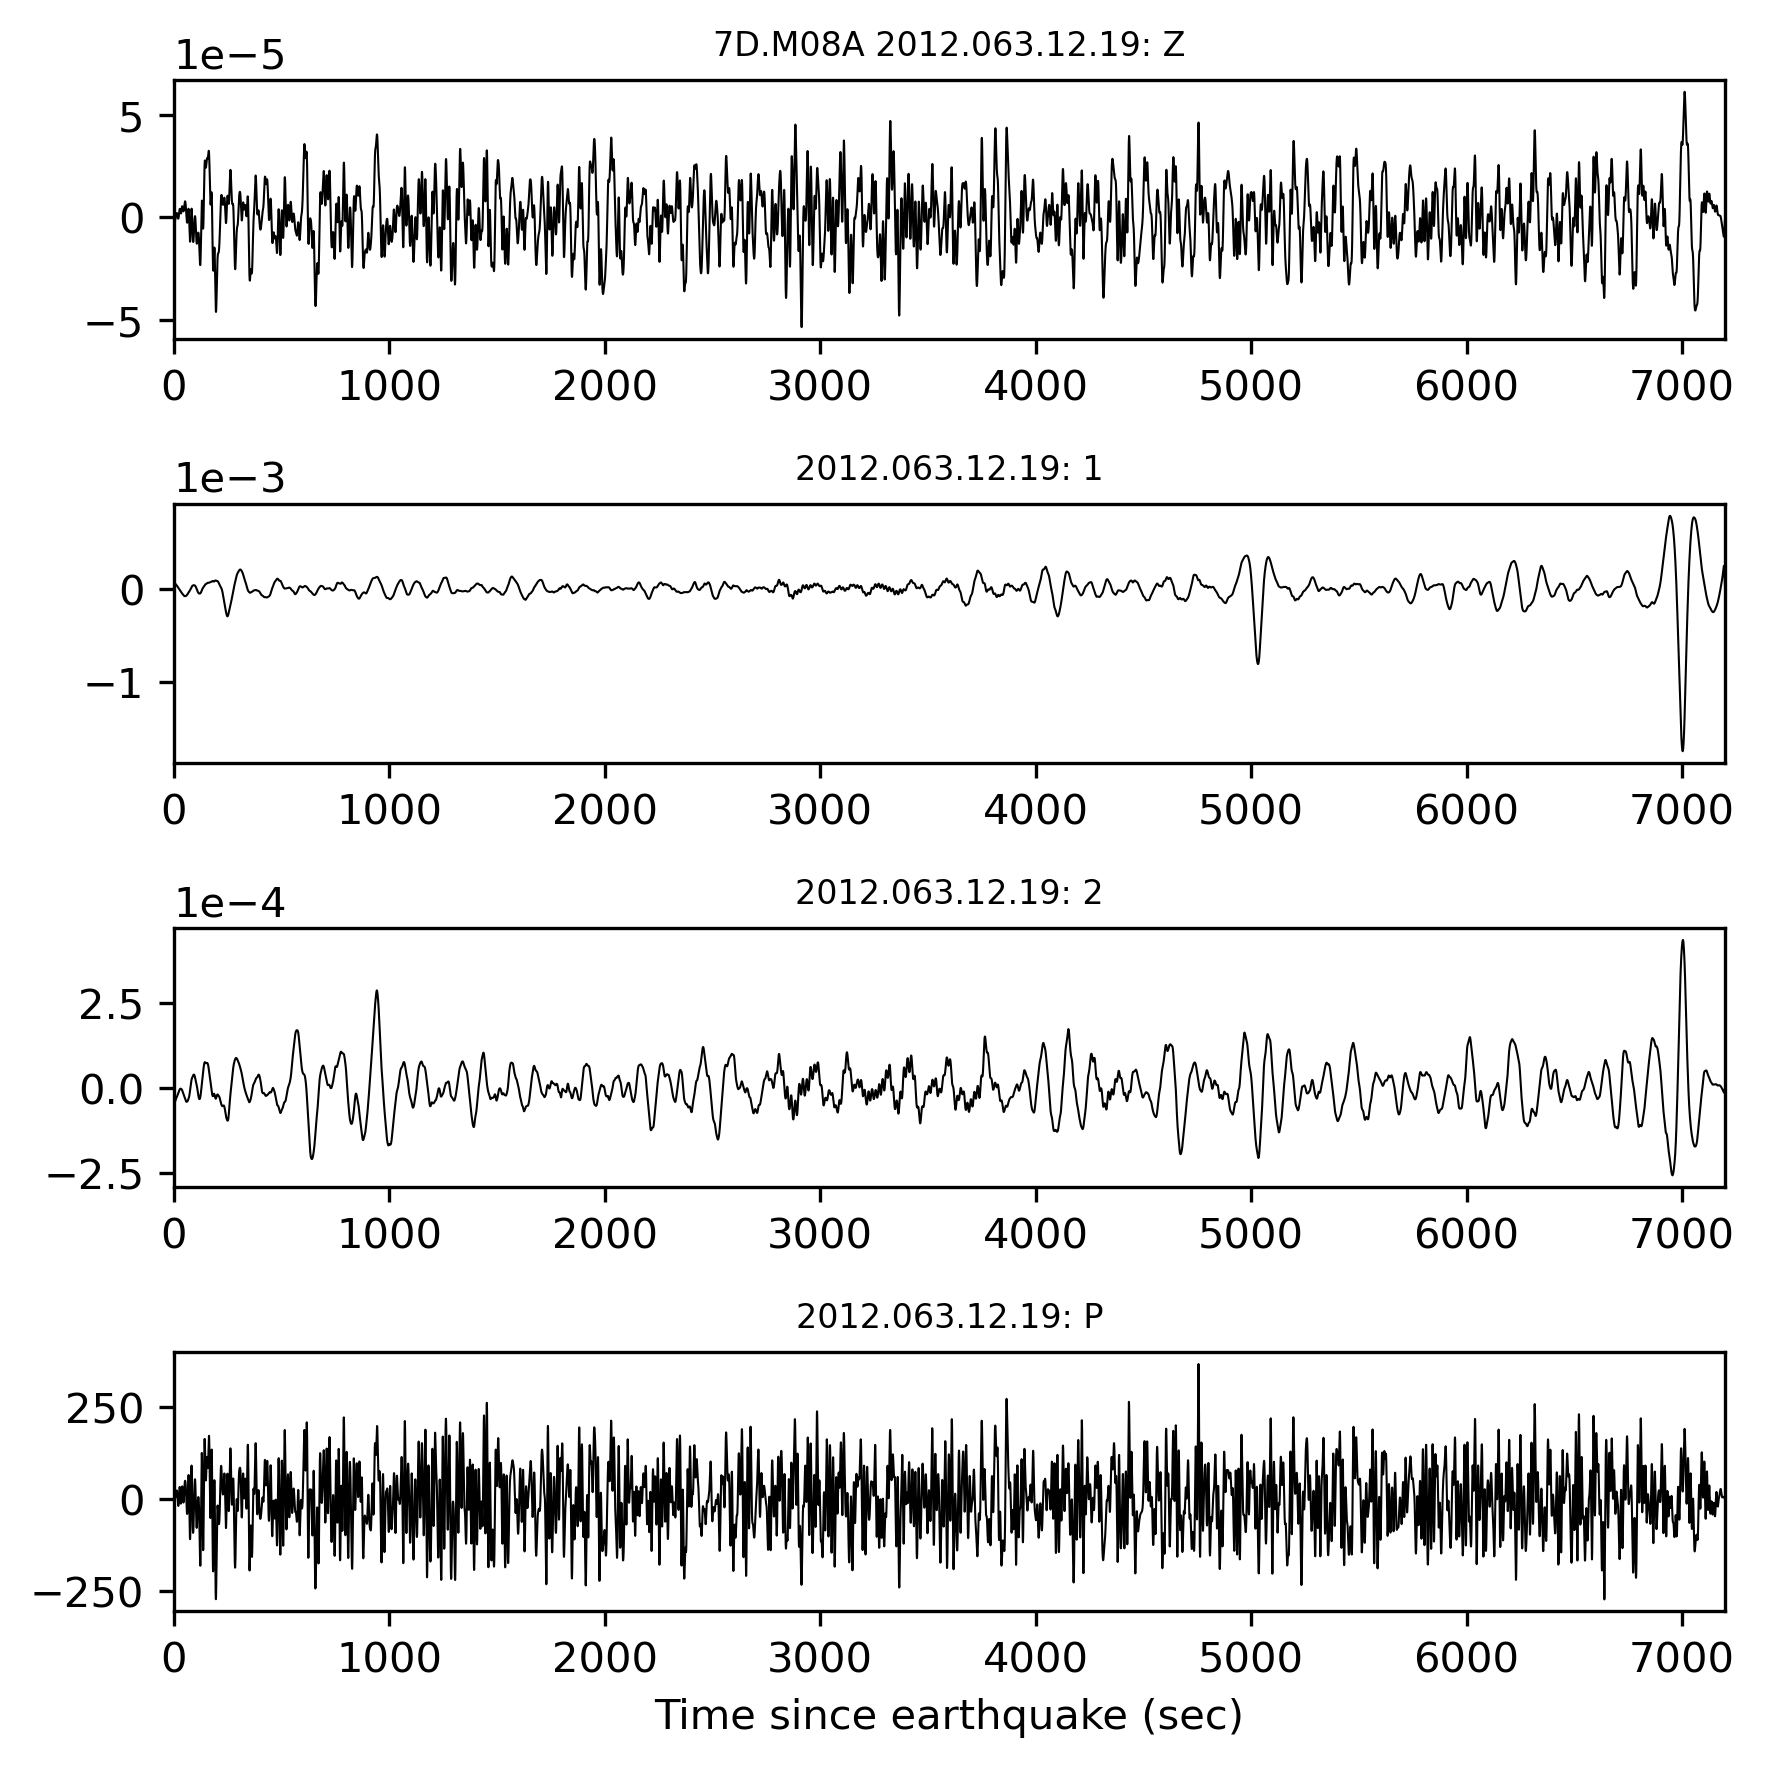 7D.M08A 2012.063.12.19: Z
1e−5
5
0
−5
0 1000 2000 3000 4000 5000 6000 7000
2012.063.12.19: 1
1e−3
0
−1
0 1000 2000 3000 4000 5000 6000 7000
2012.063.12.19: 2
1e−4
2.5
0.0
−2.5
0 1000 2000 3000 4000 5000 6000 7000
2012.063.12.19: P
250
0
−250
0 1000 2000 3000 4000 5000 6000 7000
Time since earthquake (sec)